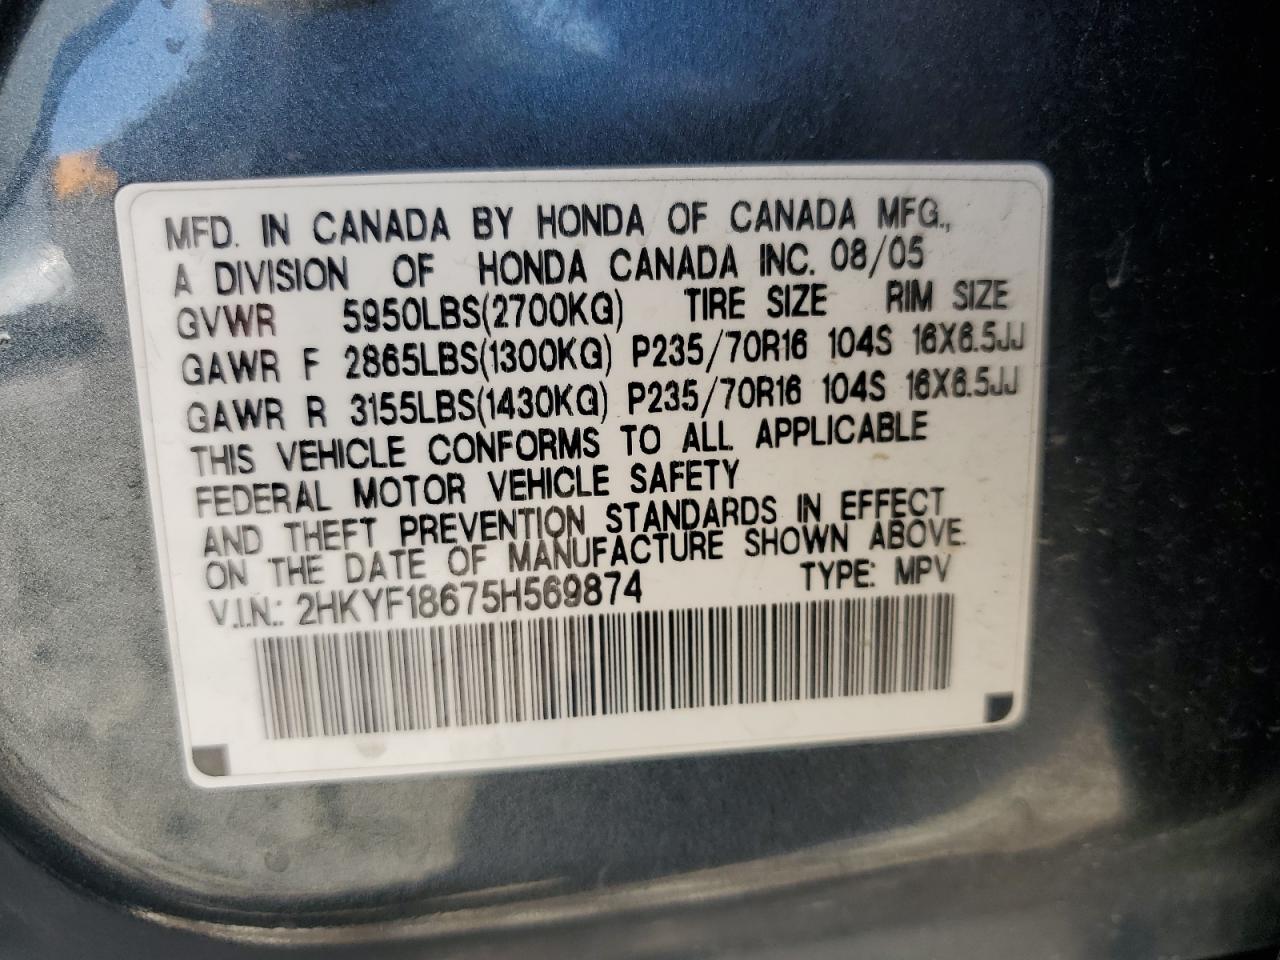 MFD. IN CANADA BY HONDA OF CANADA MFG.,
A DIVISION OF HONDA CANADA INC. 08/05
GVWR 5950LBS(2700KG) TIRE SIZE RIM SIZE
GAWR F 2865LBS(1300KG) P235/70R16 104S 16X6.5JJ
GAWR R 3155LBS(1430KG) P235/70R16 104S 16X6.5JJ
THIS VEHICLE CONFORMS TO ALL APPLICABLE
FEDERAL MOTOR VEHICLE SAFETY
AND THEFT PREVENTION STANDARDS IN EFFECT
ON THE DATE OF MANUFACTURE SHOWN ABOVE.
V.I.N.: 2HKYF18675H569874 TYPE: MPV